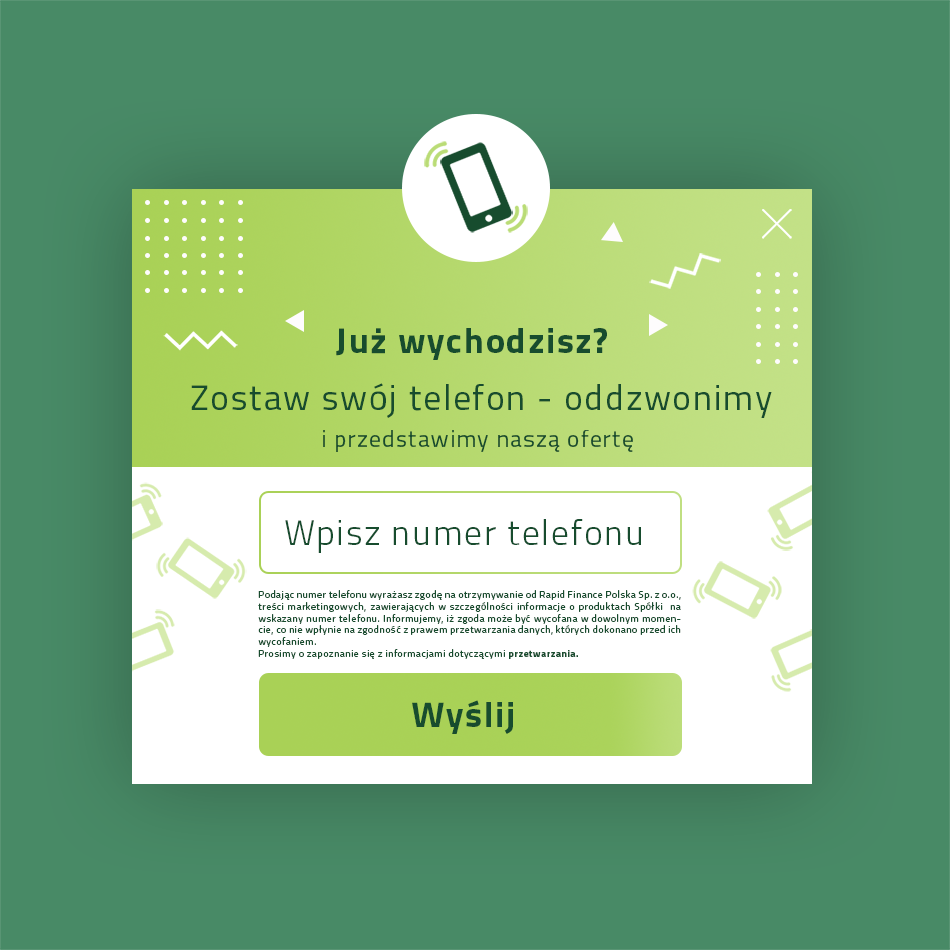 Już wychodzisz?
Zostaw swój telefon - oddzwonimy
i przedstawimy naszą ofertę
Wpisz numer telefonu
Podając numer telefonu wyrażasz zgodę na otrzymywanie od Rapid Finance Polska Sp. z o.o.,
treści marketingowych, zawierających w szczególności informacje o produktach Spółki na
wskazany numer telefonu. Informujemy, iż zgoda może być wycofana w dowolnym momen-
cie, co nie wpłynie na zgodność z prawem przetwarzania danych, których dokonano przed ich
wycofaniem.
Prosimy o zapoznanie się z informacjami dotyczącymi przetwarzania.
Wyślij